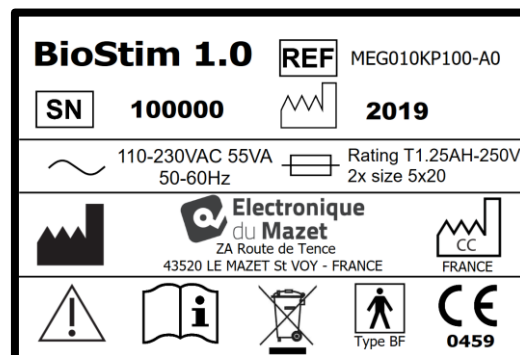 BioStim 1.0 REF MEG010KP100-A0
SN 100000 2019
110-230VAC 55VA
50-60Hz
Rating T1.25AH-250V
2x size 5x20
Electronique
du Mazet
ZA Route de Tence
43520 LE MAZET St VOY - FRANCE
CC
FRANCE
i
Type BF
CE
0459